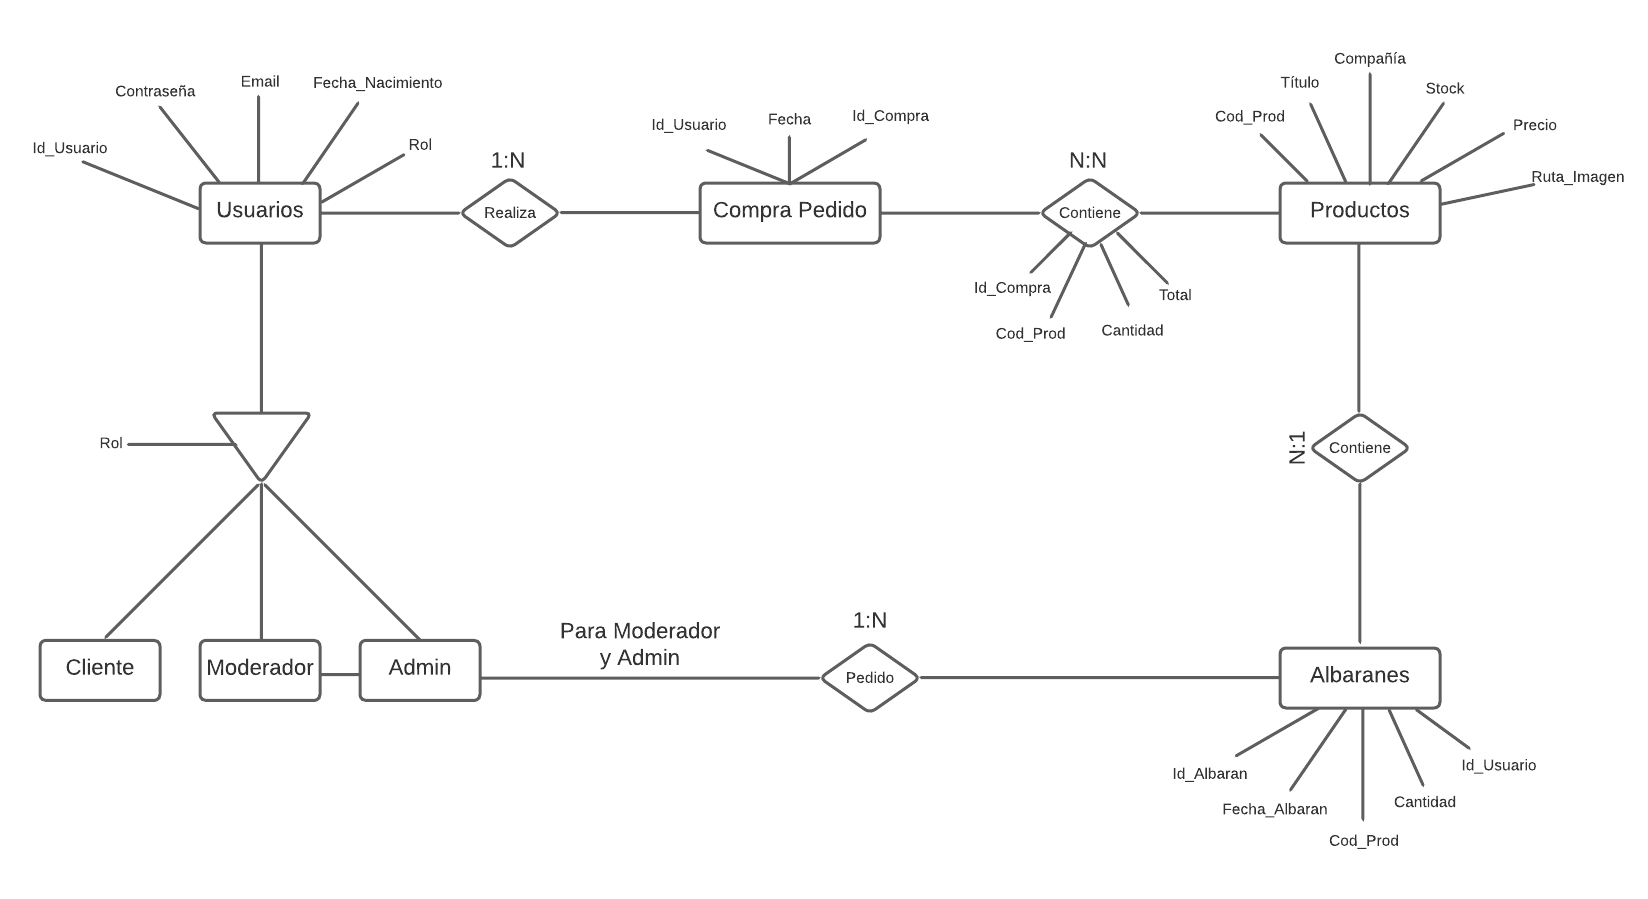 Compañía
Email
Fecha_Nacimiento
Título
Contraseña
Stock
Id_Usuario
Fecha
Id_Compra
Cod_Prod
Precio
Id_Usuario
Rol
1:N
N:N
Ruta_Imagen
Usuarios
Realiza
Compra Pedido
Contiene
Productos
Id_Compra
Total
Cod_Prod
Cantidad
Rol
N:1
Contiene
1:N
Para Moderador
y Admin
Cliente
Moderador
Admin
Pedido
Albaranes
Id_Albaran
Id_Usuario
Fecha_Albaran
Cantidad
Cod_Prod